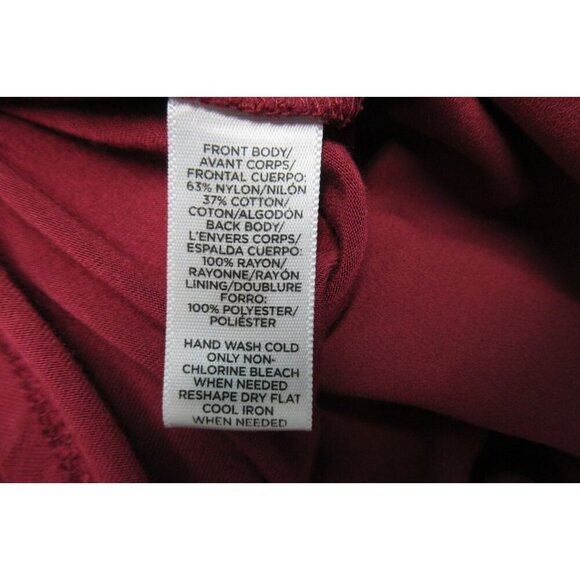 FRONT BODY/
AVANT CORPS/
FRONTAL CUERPO:
63% NYLON/NILÓN
37% COTTON/
COTON/ALGODÓN
BACK BODY/
L'ENVERS CORPS/
ESPALDA CUERPO:
100% RAYON/
RAYONNE/RAYÓN
LINING/DOUBLURE
FORRO:
100% POLYESTER/
POLIÉSTER
HAND WASH COLD
ONLY NON-
CHLORINE BLEACH
WHEN NEEDED
RESHAPE DRY FLAT
COOL IRON
WHEN NEEDED